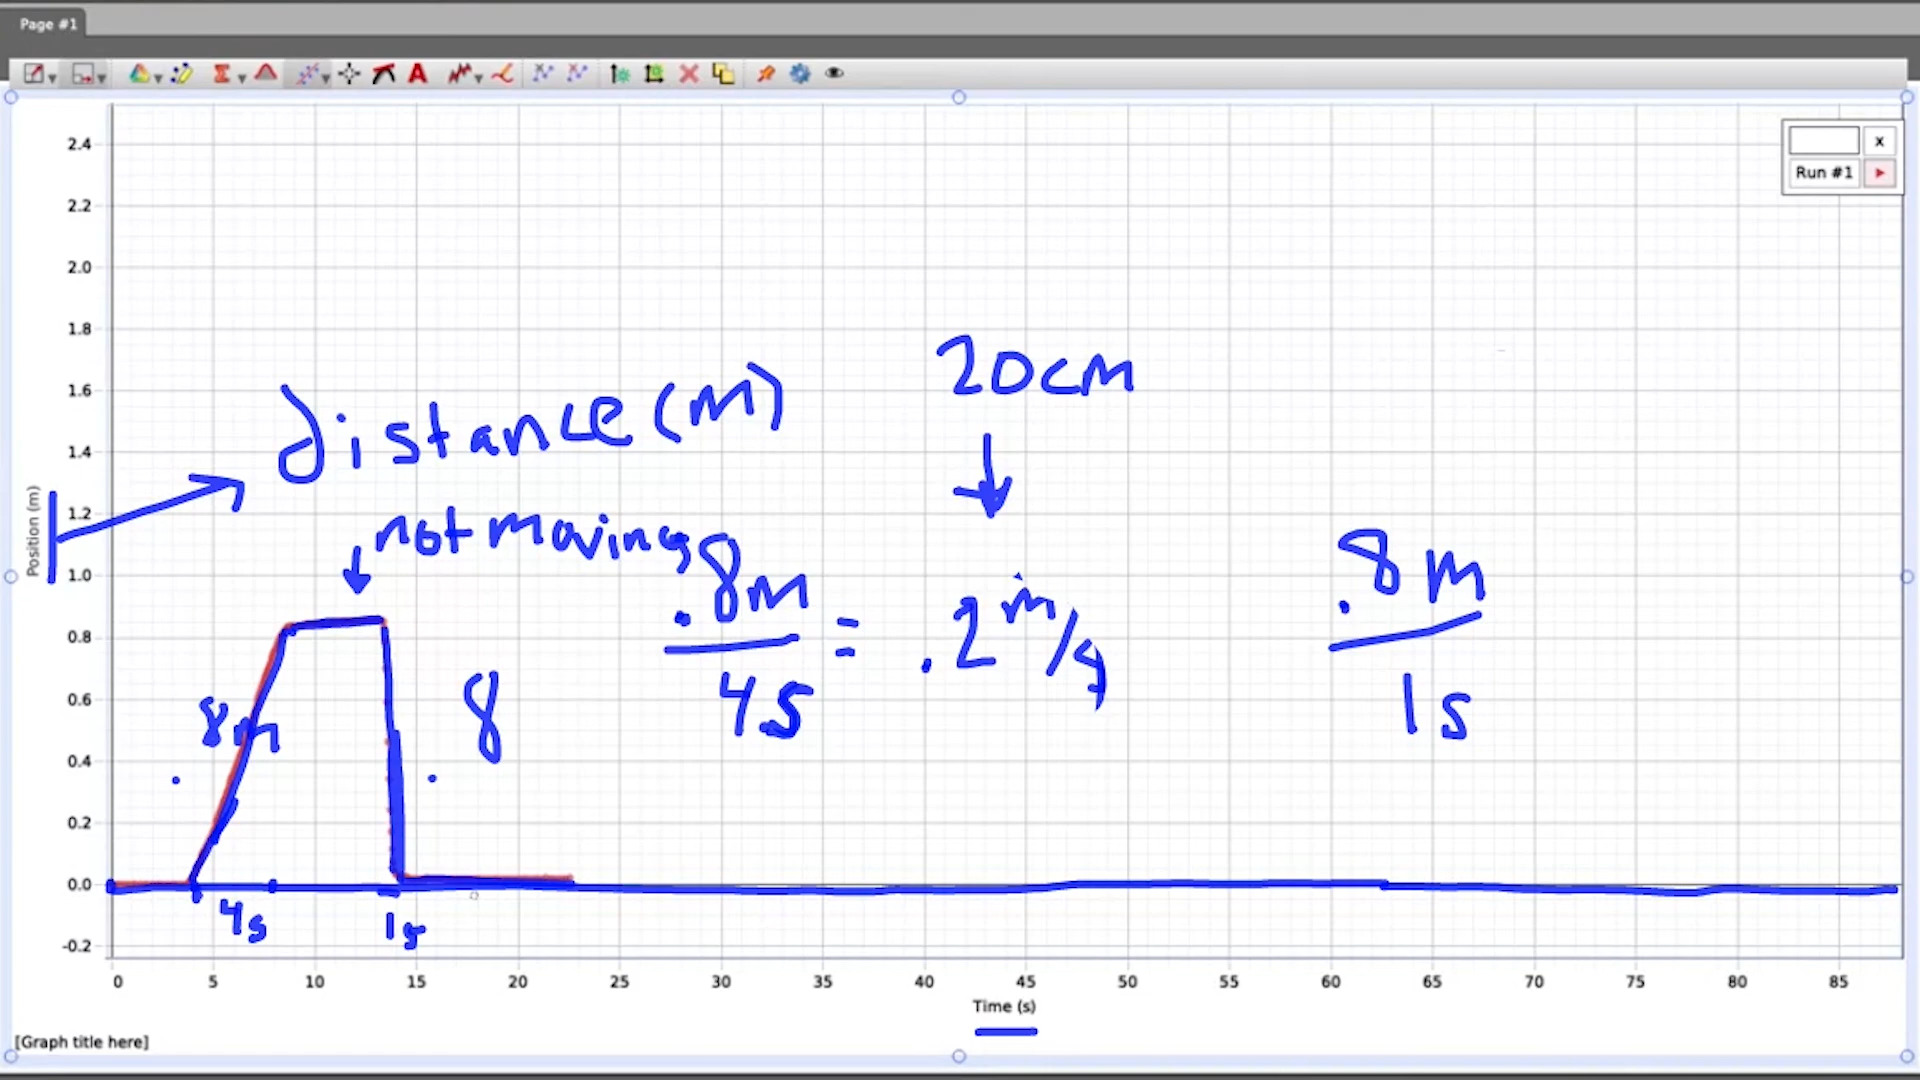 Page #1
x
Run #1
2.4
2.2
2.0
1.8
1.6
1.4
1.2
1.0
0.8
0.6
0.4
0.2
0.0
-0.2
Position (m)
distance (m)
20cm
not moving
.8m
4s
= .2 m/s
.8m
1s
.8m
.8
4s
1s
0 5 10 15 20 25 30 35 40 45 50 55 60 65 70 75 80 85
Time (s)
[Graph title here]